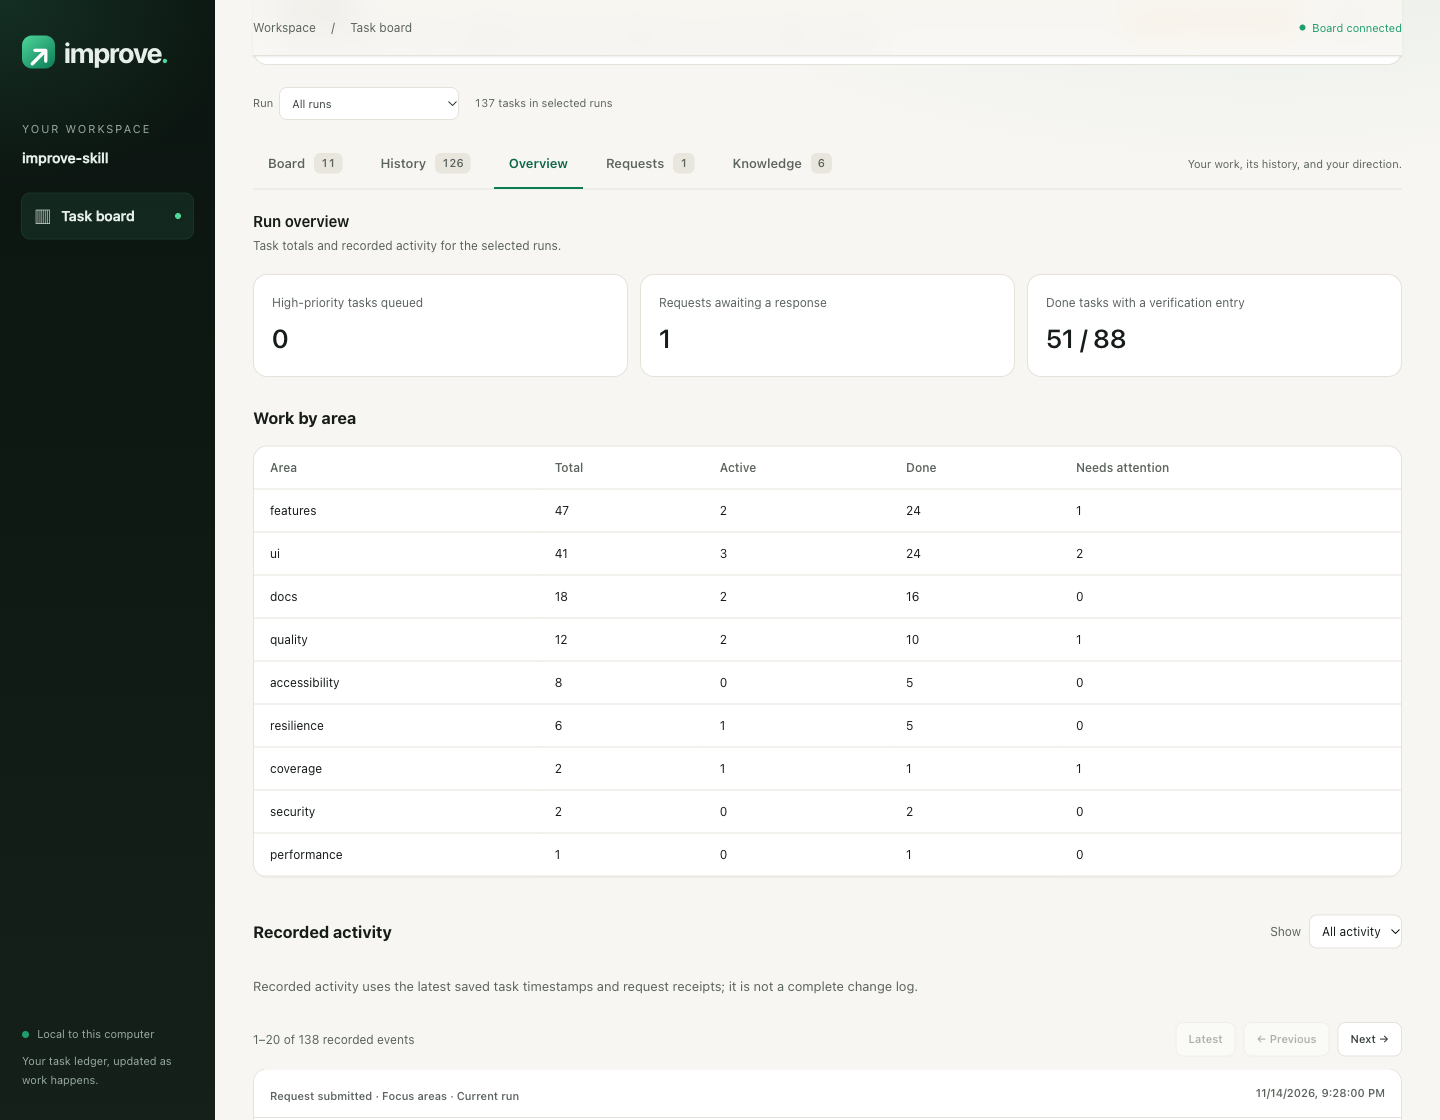 improve.
YOUR WORKSPACE
improve-skill
Task board
Local to this computer
Your task ledger, updated as
work happens.
Workspace / Task board
Board connected
Run All runs 137 tasks in selected runs
Board 11 History 126 Overview Requests 1 Knowledge 6 Your work, its history, and your direction.
Run overview
Task totals and recorded activity for the selected runs.
High-priority tasks queued
0
Requests awaiting a response
1
Done tasks with a verification entry
51 / 88
Work by area
Area Total Active Done Needs attention
features 47 2 24 1
ui 41 3 24 2
docs 18 2 16 0
quality 12 2 10 1
accessibility 8 0 5 0
resilience 6 1 5 0
coverage 2 1 1 1
security 2 0 2 0
performance 1 0 1 0
Recorded activity
Show All activity
Recorded activity uses the latest saved task timestamps and request receipts; it is not a complete change log.
1–20 of 138 recorded events
Latest ← Previous Next →
Request submitted · Focus areas · Current run 11/14/2026, 9:28:00 PM